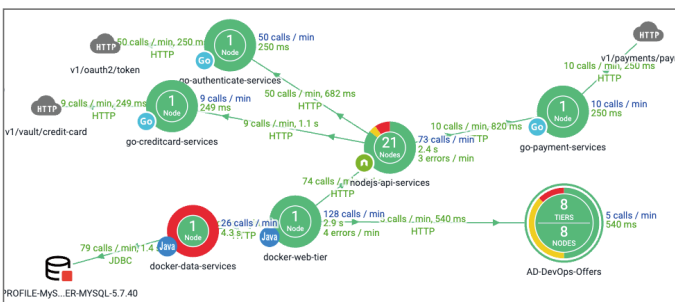 HTTP
50 calls / min, 250 ms
HTTP
1
Node
50 calls / min
250 ms
Go
v1/oauth2/token
go-authenticate-services
HTTP
v1/payments/pay
10 calls / min, 250 ms
HTTP
50 calls / min, 682 ms
HTTP
HTTP
9 calls / min, 249 ms
HTTP
1
Node
9 calls / min
249 ms
Go
v1/vault/credit-card
go-creditcard-services
9 calls / min, 1.1 s
HTTP
1
Node
10 calls / min
250 ms
Go
go-payment-services
10 calls / min, 820 ms
HTTP
21
Nodes
73 calls / min
2.4 s
3 errors / min
nodejs-api-services
74 calls /
HTTP
1
Node
128 calls / min
2.9 s
4 errors / min
Java
docker-web-tier
calls / min, 540 ms
HTTP
8
TIERS
8
NODES
5 calls / min
540 ms
AD-DevOps-Offers
1
Node
26 calls / min
4.3
Java
docker-data-services
79 calls / min, 1.4
JDBC
PROFILE-MyS...ER-MYSQL-5.7.40